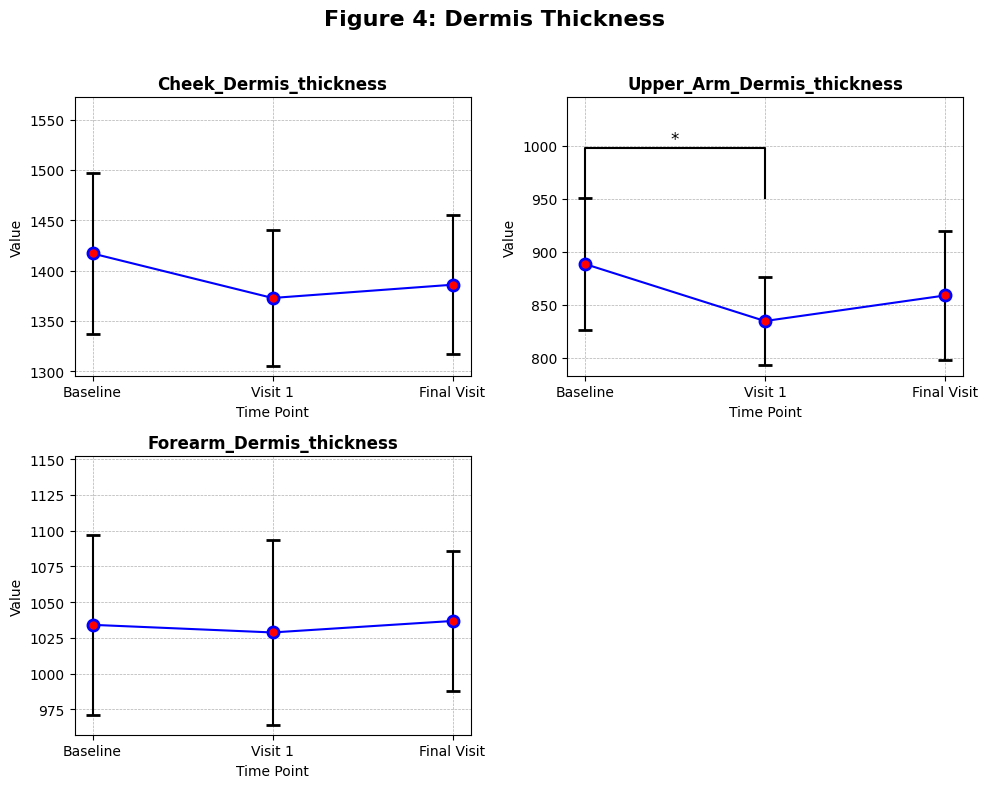 Figure 4: Dermis Thickness
Cheek_Dermis_thickness
1550
1500
1450
1400
1350
1300
Value
Baseline
Visit 1
Final Visit
Time Point
Upper_Arm_Dermis_thickness
*
1000
950
900
850
800
Value
Baseline
Visit 1
Final Visit
Time Point
Forearm_Dermis_thickness
1150
1125
1100
1075
1050
1025
1000
975
Value
Baseline
Visit 1
Final Visit
Time Point